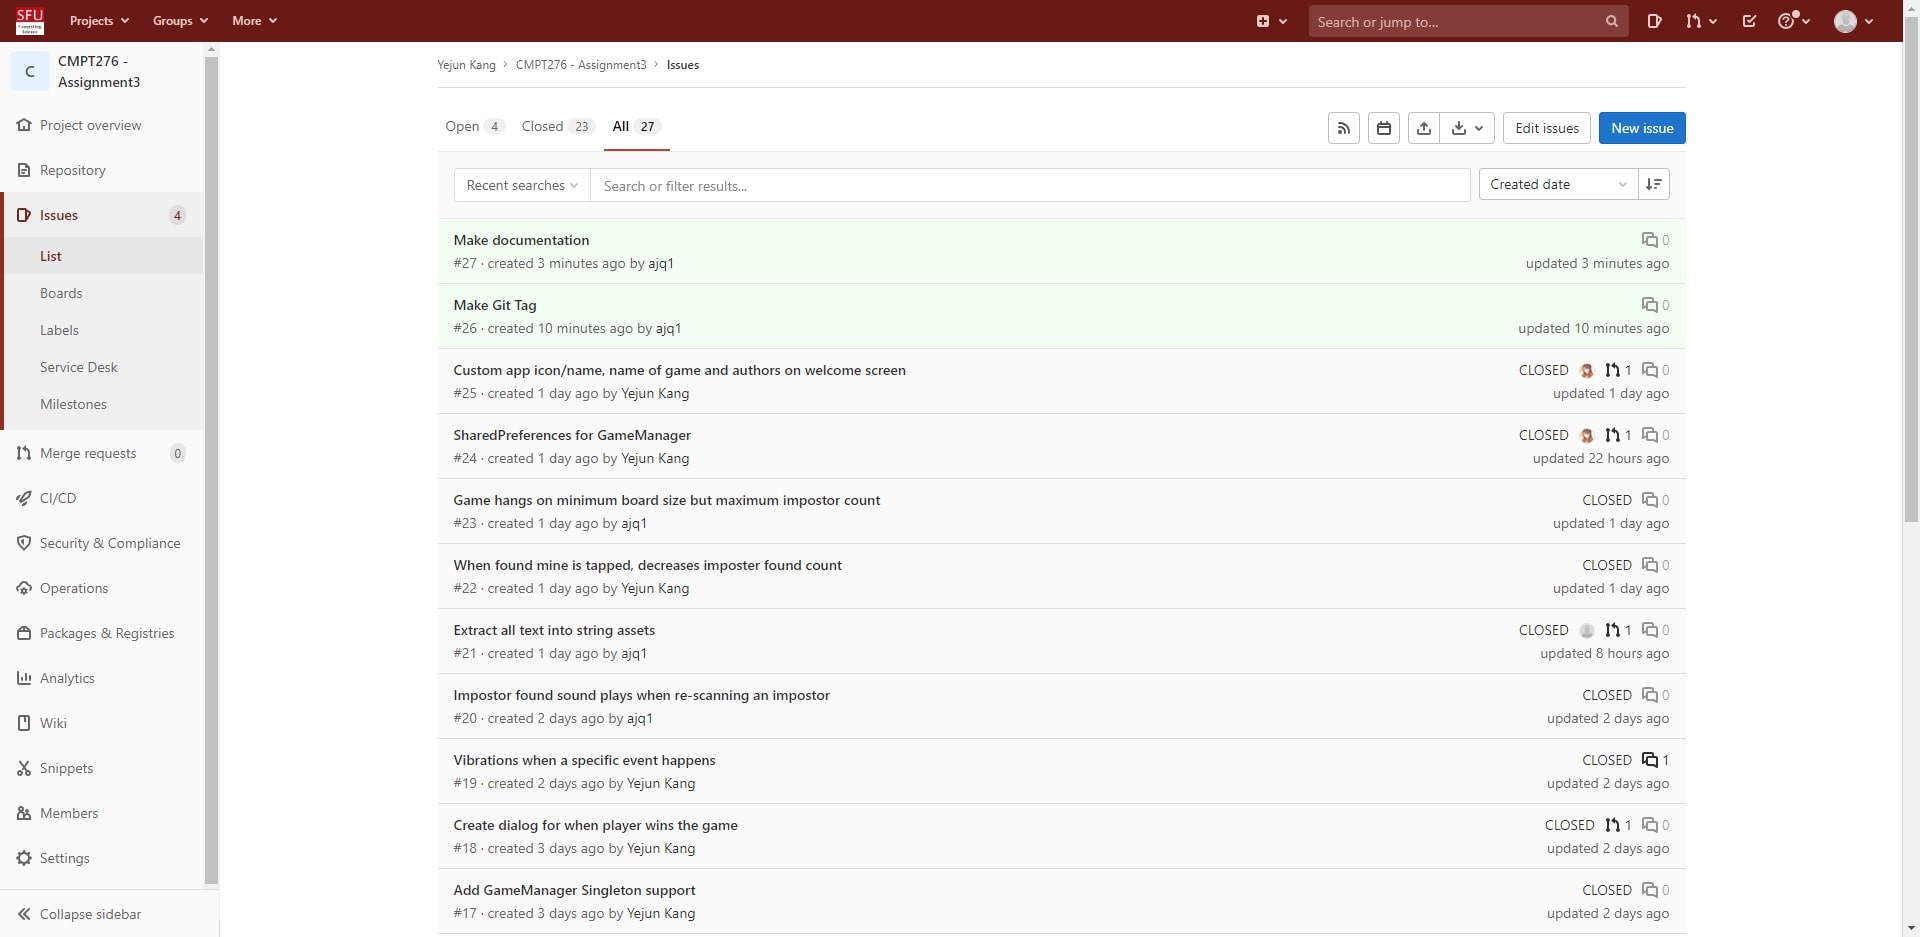 SFU
Computing
Science
Projects
Groups
More
Search or jump to...
C
CMPT276 -
Assignment3
Project overview
Repository
Issues 4
List
Boards
Labels
Service Desk
Milestones
Merge requests 0
CI/CD
Security & Compliance
Operations
Packages & Registries
Analytics
Wiki
Snippets
Members
Settings
Collapse sidebar
Yejun Kang › CMPT276 - Assignment3 › Issues
Open 4 Closed 23 All 27
Edit issues
New issue
Recent searches
Search or filter results...
Created date
Make documentation
0
#27 · created 3 minutes ago by ajq1
updated 3 minutes ago
Make Git Tag
0
#26 · created 10 minutes ago by ajq1
updated 10 minutes ago
Custom app icon/name, name of game and authors on welcome screen
CLOSED 1 0
#25 · created 1 day ago by Yejun Kang
updated 1 day ago
SharedPreferences for GameManager
CLOSED 1 0
#24 · created 1 day ago by Yejun Kang
updated 22 hours ago
Game hangs on minimum board size but maximum impostor count
CLOSED 0
#23 · created 1 day ago by ajq1
updated 1 day ago
When found mine is tapped, decreases imposter found count
CLOSED 0
#22 · created 1 day ago by Yejun Kang
updated 1 day ago
Extract all text into string assets
CLOSED 1 0
#21 · created 1 day ago by ajq1
updated 8 hours ago
Impostor found sound plays when re-scanning an impostor
CLOSED 0
#20 · created 2 days ago by ajq1
updated 2 days ago
Vibrations when a specific event happens
CLOSED 1
#19 · created 2 days ago by Yejun Kang
updated 2 days ago
Create dialog for when player wins the game
CLOSED 1 0
#18 · created 3 days ago by Yejun Kang
updated 2 days ago
Add GameManager Singleton support
CLOSED 0
#17 · created 3 days ago by Yejun Kang
updated 2 days ago